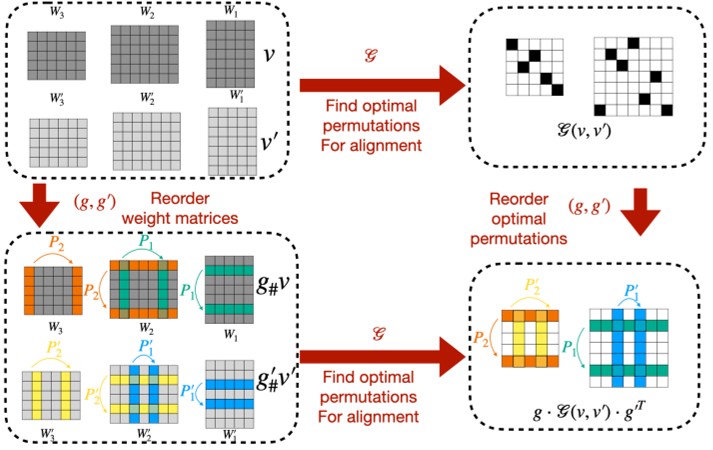 W₃ W₂ W₁
v
W′₃ W′₂ W′₁
v′
𝒢
Find optimal
permutations
For alignment
𝒢(v, v′)
(g, g′)
Reorder
weight matrices
Reorder
optimal
permutations
(g, g′)
P₂ P₁
P₂ P₁
g#v
W₃ W₂ W₁
P′₂ P′₁
P′₂ P′₁
g′#v′
W′₃ W′₂ W′₁
𝒢
Find optimal
permutations
For alignment
P′₂ P′₁
P₂ P₁
g · 𝒢(v, v′) · g′ᵀ